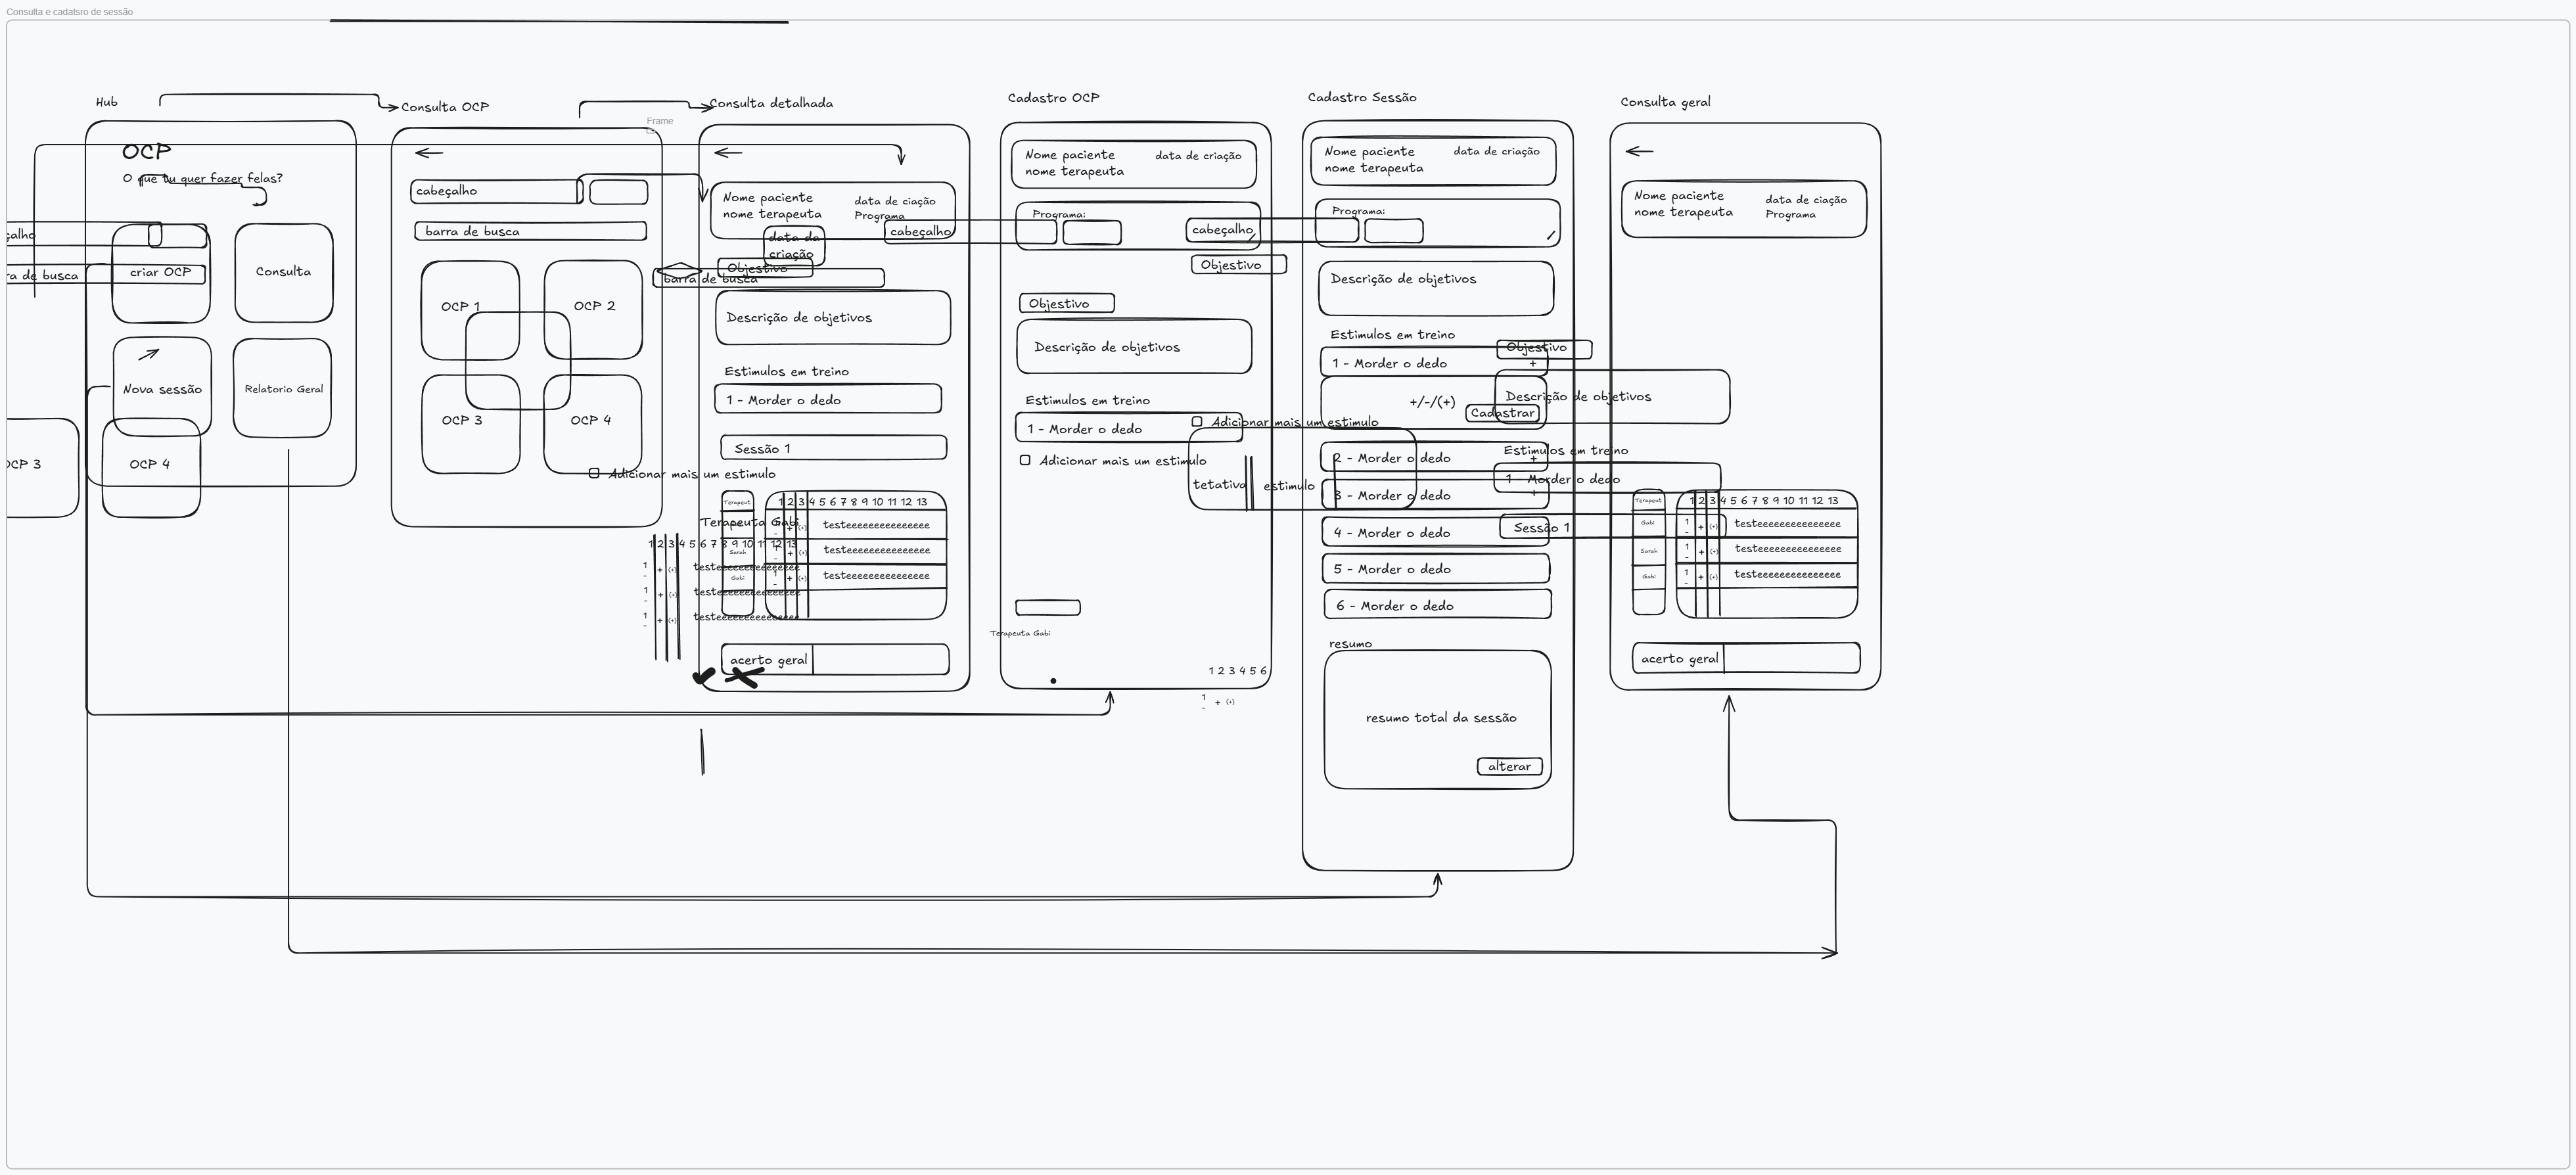 Consulta e cadatsro de sessão
Hub
OCP
O que tu quer fazer felas?
çalho
ra de busca
criar OCP
Consulta
Nova sessão
Relatorio Geral
OCP 3
OCP 4
Consulta OCP
cabeçalho
barra de busca
OCP 1
OCP 2
OCP 3
OCP 4
Adicionar mais um estimulo
Frame
Consulta detalhada
Nome paciente
nome terapeuta
data de ciação
Programa
cabeçalho
data da
criação
Objestivo
barra de busca
Descrição de objetivos
Estimulos em treino
1 - Morder o dedo
Sessão 1
Terapeut
1 2 3 4 5 6 7 8 9 10 11 12 13
Terapeuta Gabi
+ (+) testeeeeeeeeeeeeeee
1 2 3 4 5 6 7 8 9 10 11 12 13
Sarah
- + (+) testeeeeeeeeeeeeeee
1 - + (+) testeeeeeeeeeeeeeee
Gabi
1 - + (+) testeeeeeeeeeeeeeee
1 - + (+) testeeeeeeeeeeeeeee
1 - + (+) testeeeeeeeeeeeeeee
acerto geral
Cadastro OCP
Nome paciente
nome terapeuta
data de criação
Programa:
cabeçalho
Objestivo
Objestivo
Descrição de objetivos
Estimulos em treino
1 - Morder o dedo
Adicionar mais um estimulo
Adicionar mais um estimulo
tetativa
estimulo
Terapeuta Gabi
1 2 3 4 5 6
1 - + (+)
Cadastro Sessão
Nome paciente
nome terapeuta
data de criação
Programa:
Descrição de objetivos
Estimulos em treino
1 - Morder o dedo
+
+/-/(+)
Cadastrar
2 - Morder o dedo
+
3 - Morder o dedo
+
4 - Morder o dedo
5 - Morder o dedo
6 - Morder o dedo
resumo
resumo total da sessão
alterar
Objestivo
Descrição de objetivos
Estimulos em treino
1 - Morder o dedo
Sessão 1
Consulta geral
Nome paciente
nome terapeuta
data de ciação
Programa
Terapeut
1 2 3 4 5 6 7 8 9 10 11 12 13
Gabi
1 - + (+) testeeeeeeeeeeeeeee
Sarah
1 - + (+) testeeeeeeeeeeeeeee
Gabi
1 - + (+) testeeeeeeeeeeeeeee
acerto geral